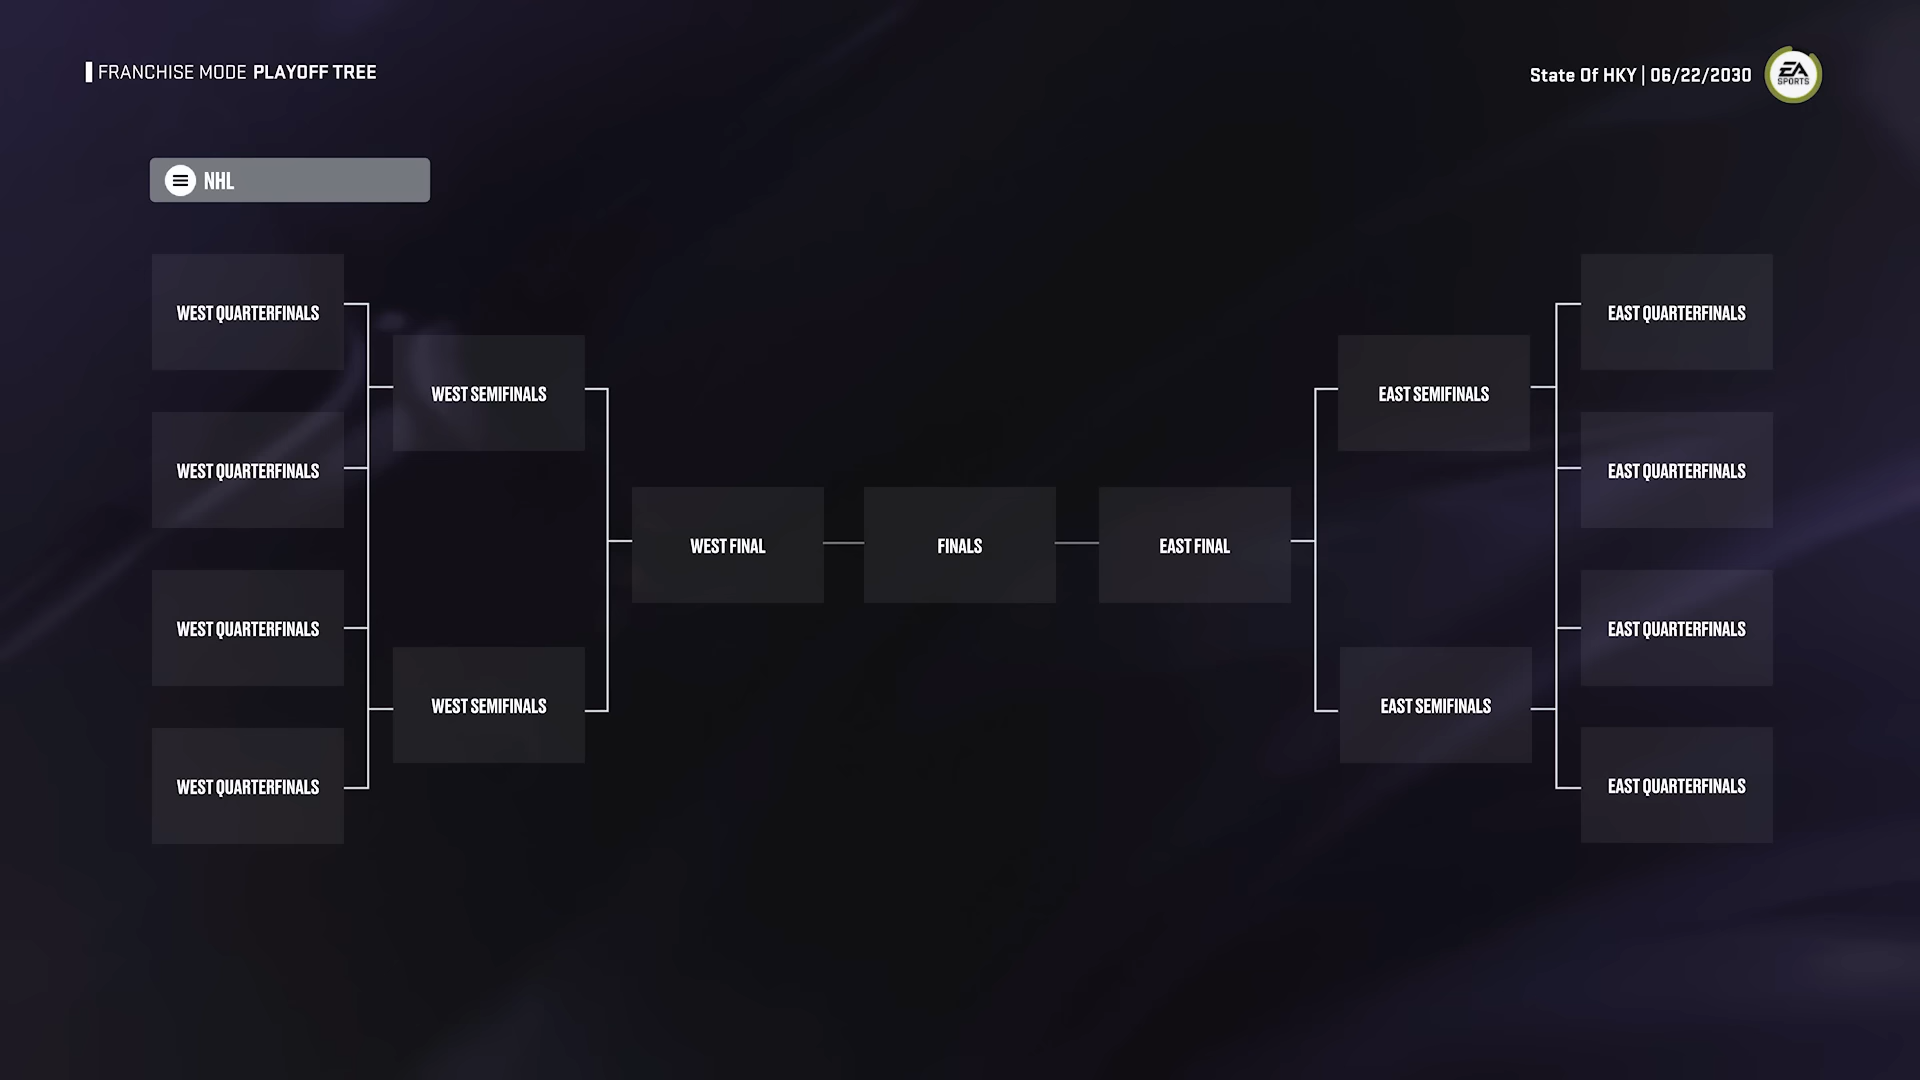 FRANCHISE MODE PLAYOFF TREE
State Of HKY | 06/22/2030
EA
SPORTS
NHL
WEST QUARTERFINALS
WEST QUARTERFINALS
WEST QUARTERFINALS
WEST QUARTERFINALS
WEST SEMIFINALS
WEST SEMIFINALS
WEST FINAL
FINALS
EAST FINAL
EAST SEMIFINALS
EAST SEMIFINALS
EAST QUARTERFINALS
EAST QUARTERFINALS
EAST QUARTERFINALS
EAST QUARTERFINALS